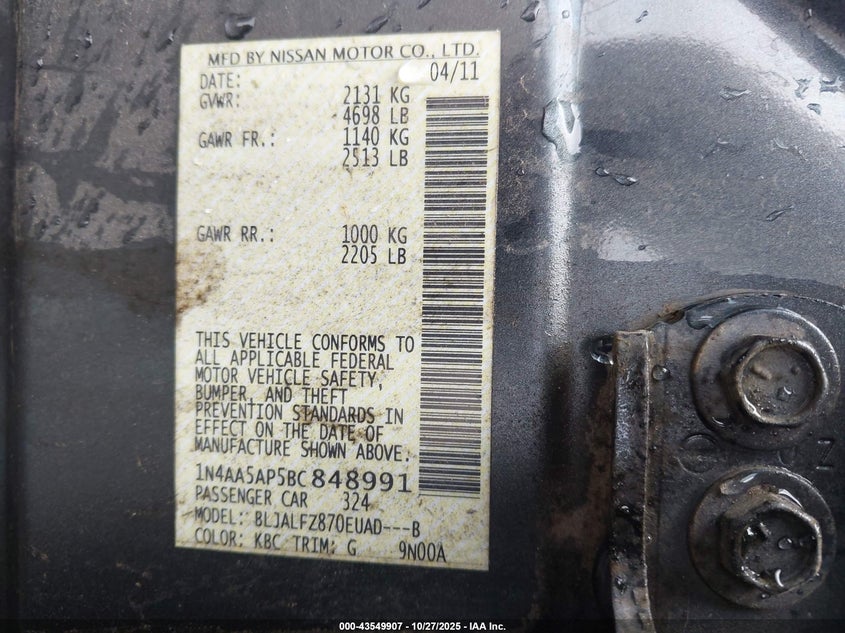 MFD BY NISSAN MOTOR CO., LTD.
DATE: 04/11
GVWR: 2131 KG
4698 LB
GAWR FR.: 1140 KG
2513 LB
GAWR RR.: 1000 KG
2205 LB
THIS VEHICLE CONFORMS TO
ALL APPLICABLE FEDERAL
MOTOR VEHICLE SAFETY,
BUMPER, AND THEFT
PREVENTION STANDARDS IN
EFFECT ON THE DATE OF
MANUFACTURE SHOWN ABOVE.
1N4AA5AP5BC848991
PASSENGER CAR 324
MODEL: BLJALFZ870EUAD---B
COLOR: KBC TRIM: G 9N00A
000-43549907 | 10/27/2025 - IAA Inc.